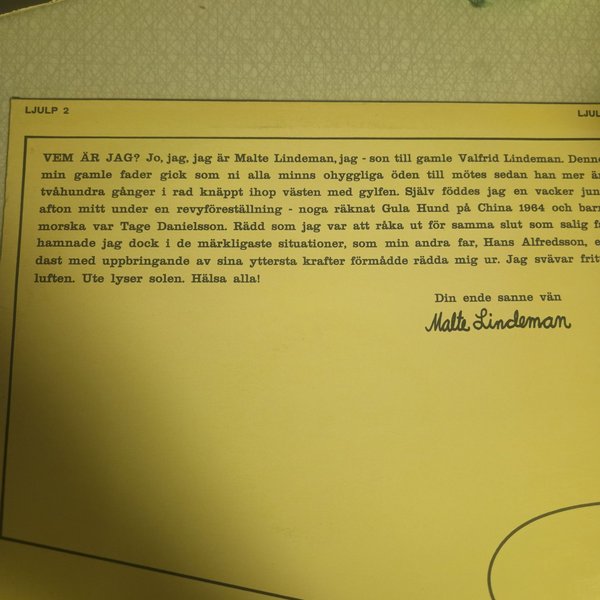 LJULP 2
LJUL
VEM ÄR JAG? Jo, jag, jag är Malte Lindeman, jag - son till gamle Valfrid Lindeman. Denne
min gamle fader gick som ni alla minns ohyggliga öden till mötes sedan han mer ä
tvåhundra gånger i rad knäppt ihop västen med gylfen. Själv föddes jag en vacker jun
afton mitt under en revyföreställning - noga räknat Gula Hund på China 1964 och barn
morska var Tage Danielsson. Rädd som jag var att råka ut för samma slut som salig fa
hamnade jag dock i de märkligaste situationer, som min andra far, Hans Alfredsson, e
dast med uppbringande av sina yttersta krafter förmådde rädda mig ur. Jag svävar fritt
luften. Ute lyser solen. Hälsa alla!
Din ende sanne vän
Malte Lindeman